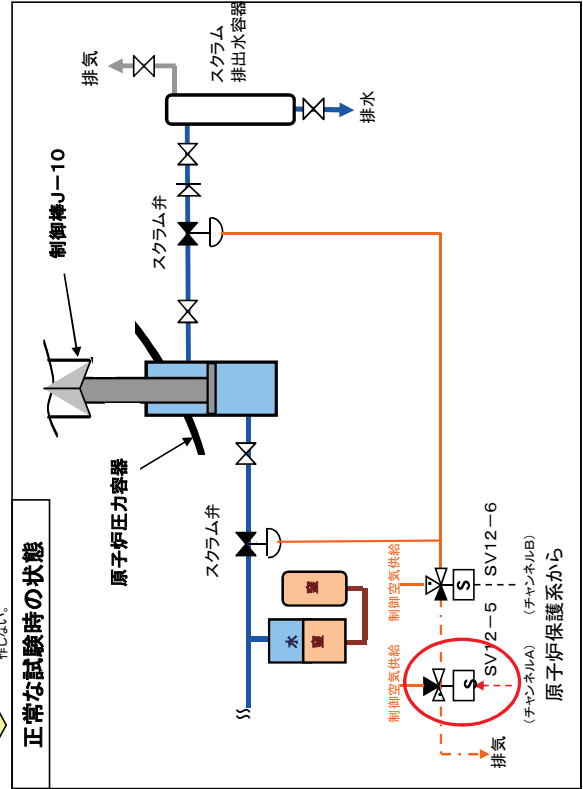 作しない。
正常な試験時の状態
制御棒J－10
原子炉圧力容器
スクラム弁
スクラム弁
排気
スクラム
排出水容器
排水
水
制御空気供給
制御空気供給
S
S
SV12－5
SV12－6
（チャンネルA）
（チャンネルB）
原子炉保護系から
排気